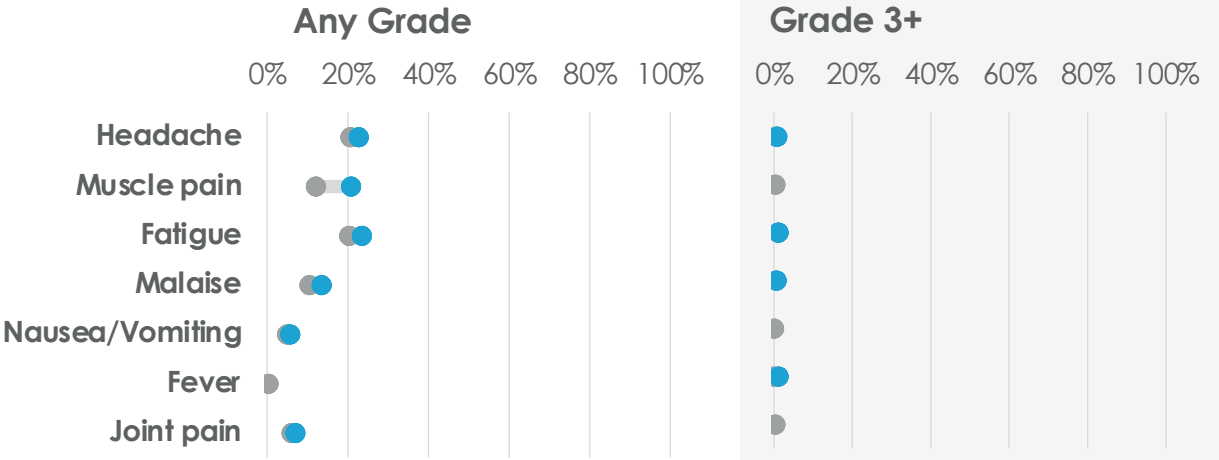 Any Grade
Grade 3+
0% 20% 40% 60% 80% 100%
0% 20% 40% 60% 80% 100%
Headache
Muscle pain
Fatigue
Malaise
Nausea/Vomiting
Fever
Joint pain